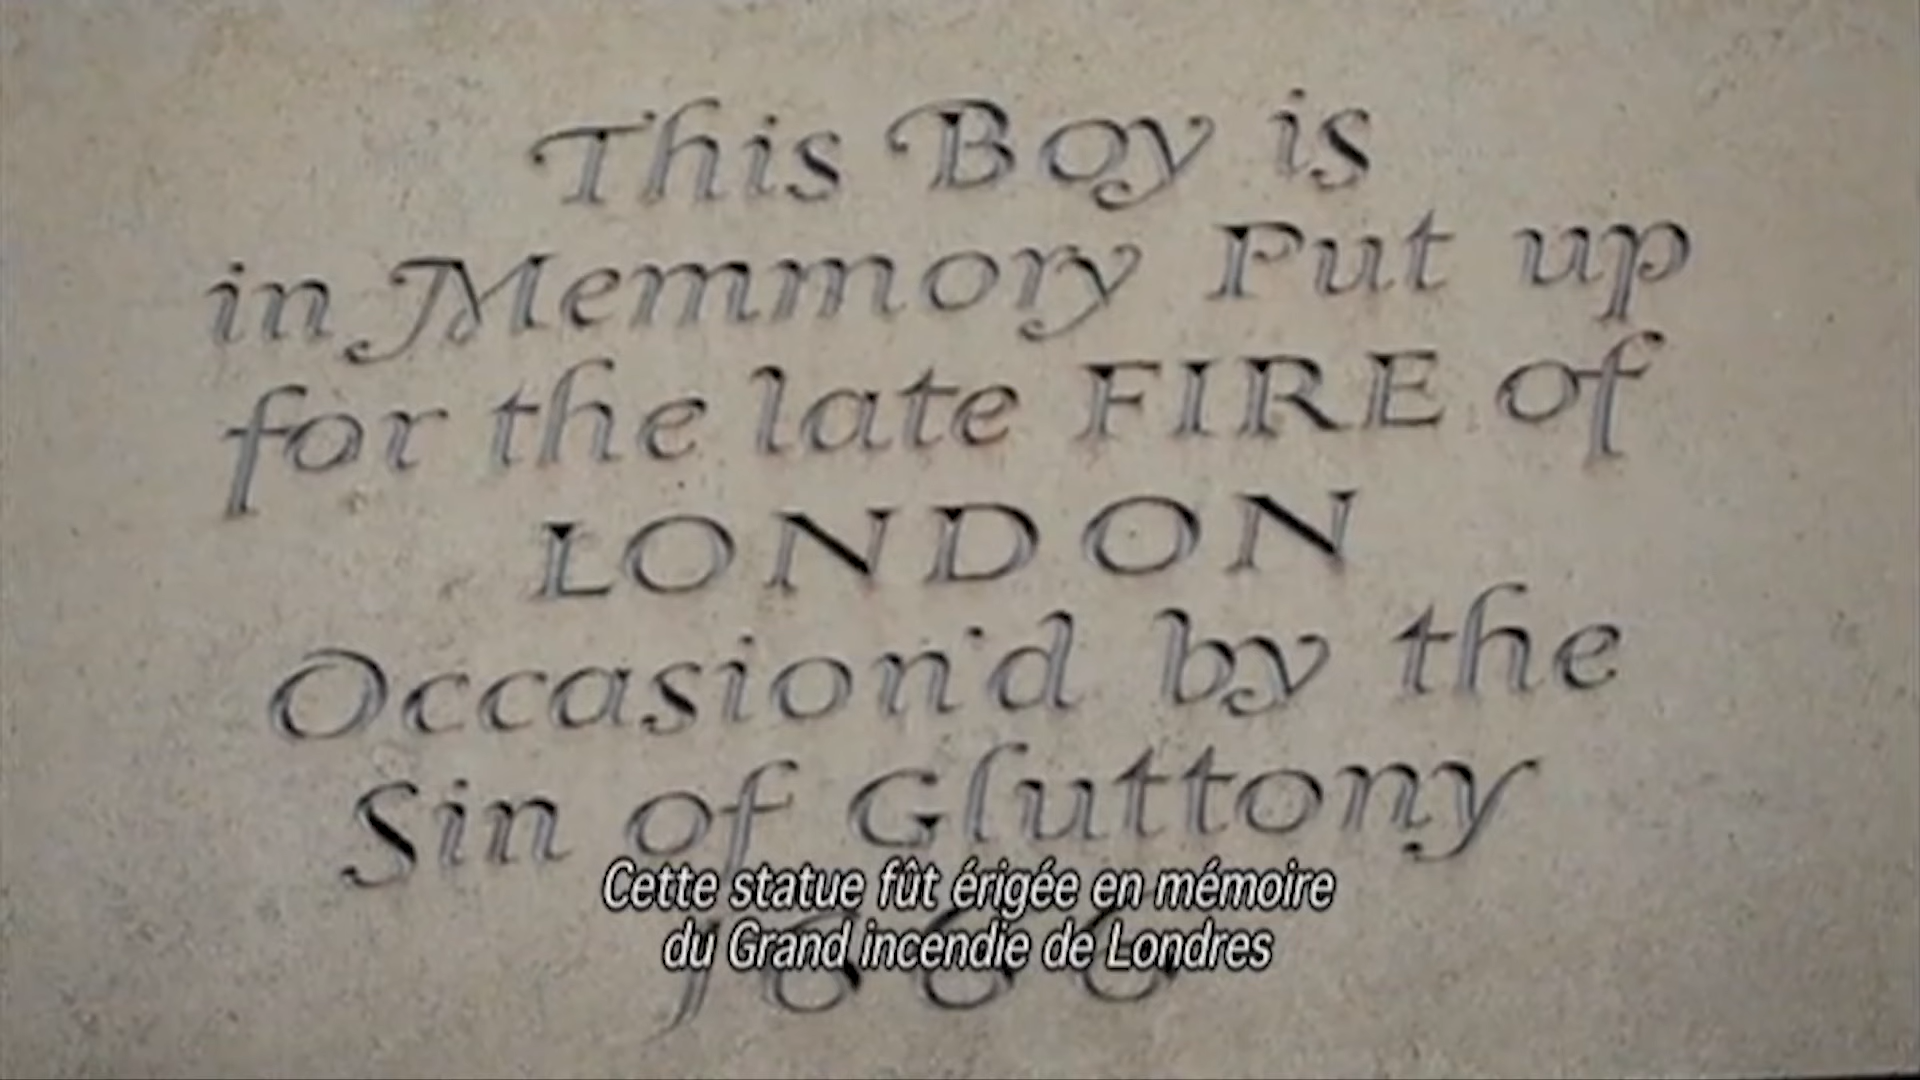 This Boy is
in Memmory Put up
for the late FIRE of
LONDON
Occasion'd by the
Sin of Gluttony
1666
Cette statue fût érigée en mémoire
du Grand incendie de Londres